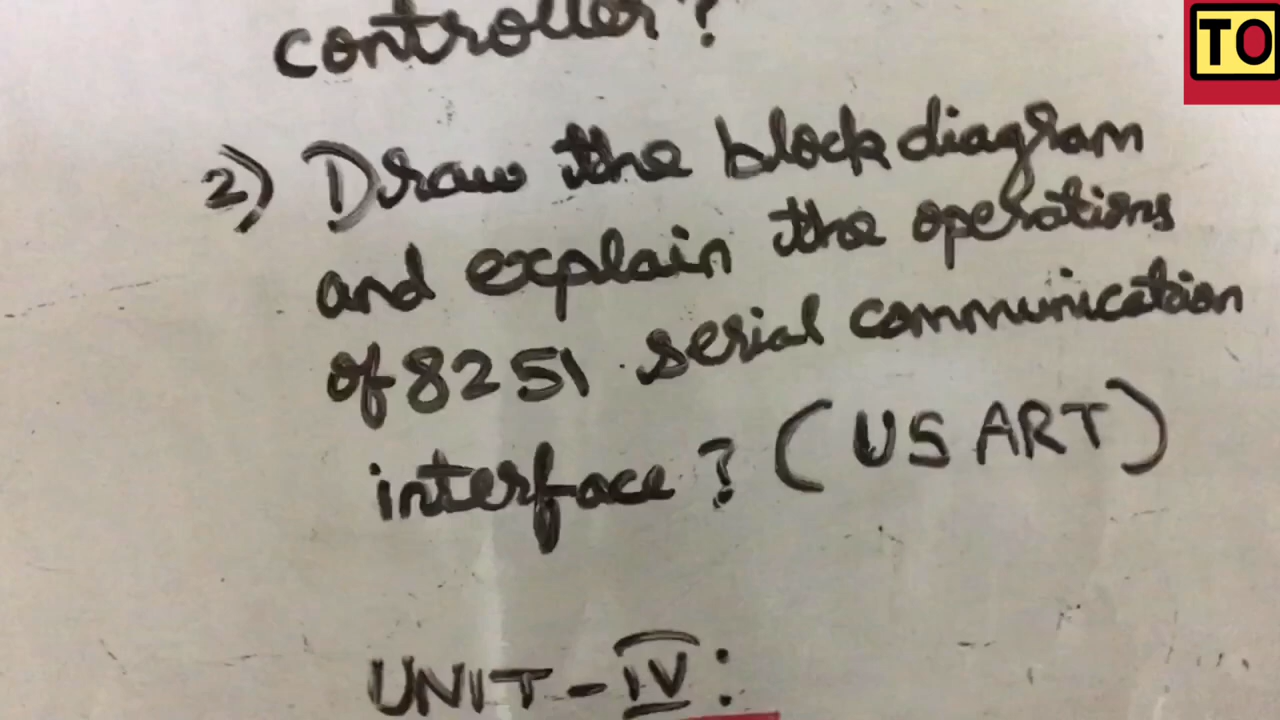 controller?
TO
2) Draw the block diagram
and explain the operations
of 8251 serial communication
interface? (USART)
UNIT-IV: